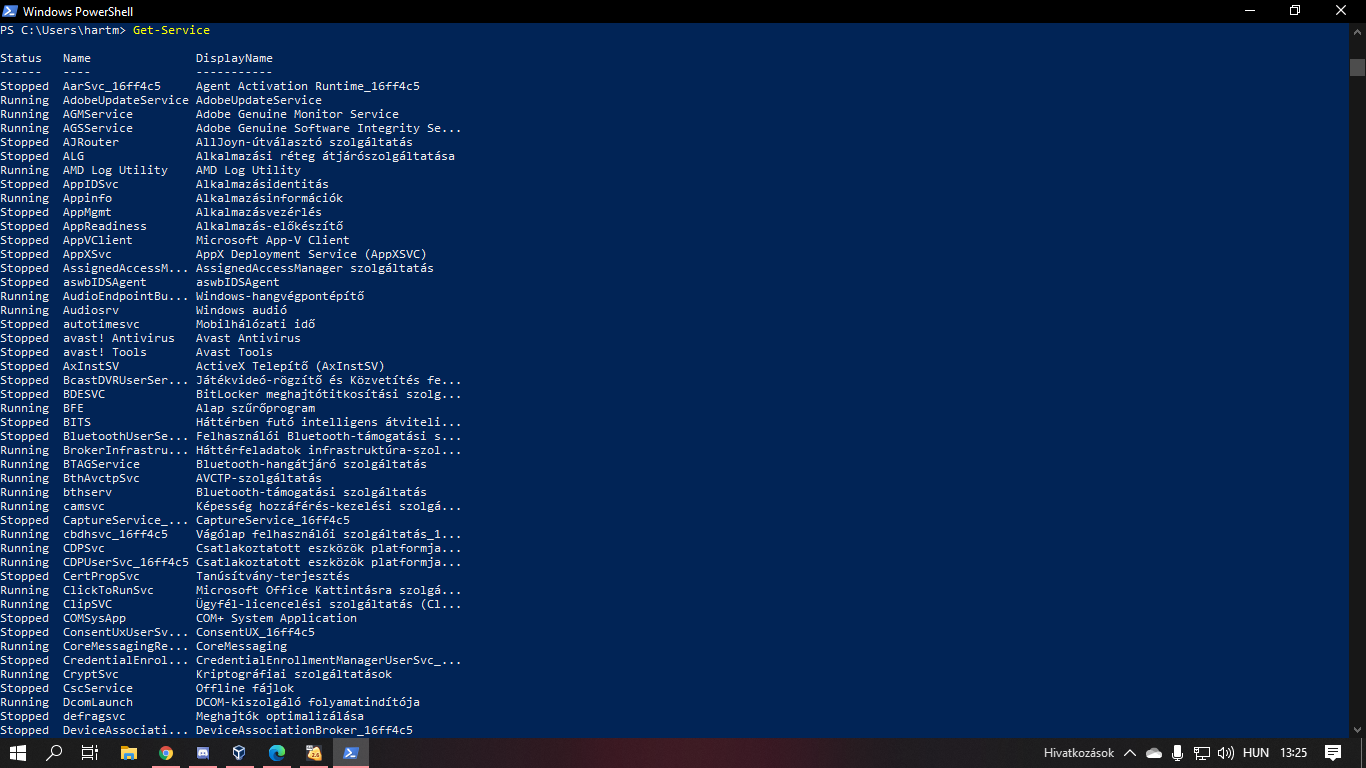 Windows PowerShell
PS C:\Users\hartm> Get-Service
Status Name DisplayName
------ ---- -----------
Stopped AarSvc_16ff4c5 Agent Activation Runtime_16ff4c5
Running AdobeUpdateService AdobeUpdateService
Running AGMService Adobe Genuine Monitor Service
Running AGSService Adobe Genuine Software Integrity Se...
Stopped AJRouter AllJoyn-útválasztó szolgáltatás
Stopped ALG Alkalmazási réteg átjárószolgáltatása
Running AMD Log Utility AMD Log Utility
Stopped AppIDSvc Alkalmazásidentitás
Running Appinfo Alkalmazásinformációk
Stopped AppMgmt Alkalmazásvezérlés
Stopped AppReadiness Alkalmazás-előkészítő
Stopped AppVClient Microsoft App-V Client
Stopped AppXSvc AppX Deployment Service (AppXSVC)
Stopped AssignedAccessM... AssignedAccessManager szolgáltatás
Stopped aswbIDSAgent aswbIDSAgent
Running AudioEndpointBu... Windows-hangvégpontépítő
Running Audiosrv Windows audió
Stopped autotimesvc Mobilhálózati idő
Stopped avast! Antivirus Avast Antivirus
Stopped avast! Tools Avast Tools
Stopped AxInstSV ActiveX Telepítő (AxInstSV)
Stopped BcastDVRUserSer... Játékvideó-rögzítő és Közvetítés fe...
Stopped BDESVC BitLocker meghajtótitkosítási szolg...
Running BFE Alap szűrőprogram
Stopped BITS Háttérben futó intelligens átviteli...
Stopped BluetoothUserSe... Felhasználói Bluetooth-támogatási s...
Running BrokerInfrastru... Háttérfeladatok infrastruktúra-szol...
Running BTAGService Bluetooth-hangátjáró szolgáltatás
Running BthAvctpSvc AVCTP-szolgáltatás
Running bthserv Bluetooth-támogatási szolgáltatás
Running camsvc Képesség hozzáférés-kezelési szolgá...
Stopped CaptureService_... CaptureService_16ff4c5
Running cbdhsvc_16ff4c5 Vágólap felhasználói szolgáltatás_1...
Running CDPSvc Csatlakoztatott eszközök platformja...
Running CDPUserSvc_16ff4c5 Csatlakoztatott eszközök platformja...
Stopped CertPropSvc Tanúsítvány-terjesztés
Running ClickToRunSvc Microsoft Office Kattintásra szolgá...
Running ClipSVC Ügyfél-licencelési szolgáltatás (Cl...
Stopped COMSysApp COM+ System Application
Stopped ConsentUxUserSv... ConsentUX_16ff4c5
Running CoreMessagingRe... CoreMessaging
Stopped CredentialEnrol... CredentialEnrollmentManagerUserSvc_...
Running CryptSvc Kriptográfiai szolgáltatások
Stopped CscService Offline fájlok
Running DcomLaunch DCOM-kiszolgáló folyamatindítója
Stopped defragsvc Meghajtók optimalizálása
Stopped DeviceAssociati... DeviceAssociationBroker_16ff4c5
Hivatkozások HUN 13:25